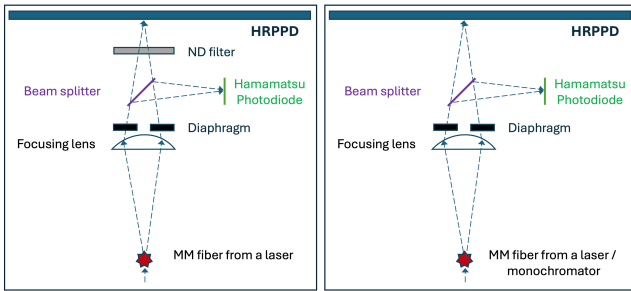 HRPPD
ND filter
Beam splitter
Hamamatsu
Photodiode
Diaphragm
Focusing lens
MM fiber from a laser
HRPPD
Beam splitter
Hamamatsu
Photodiode
Diaphragm
Focusing lens
MM fiber from a laser /
monochromator